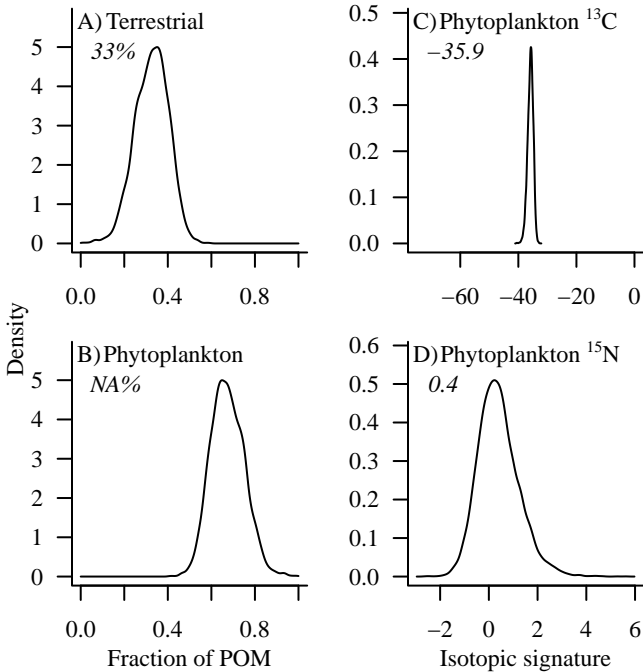 A) Terrestrial
33%
5
4
3
2
1
0
0.0 0.4 0.8
C) Phytoplankton ¹³C
−35.9
0.5
0.4
0.3
0.2
0.1
0.0
−60 −40 −20 0
Density
B) Phytoplankton
NA%
5
4
3
2
1
0
0.0 0.4 0.8
Fraction of POM
D) Phytoplankton ¹⁵N
0.4
0.6
0.5
0.4
0.3
0.2
0.1
0.0
−2 0 2 4 6
Isotopic signature